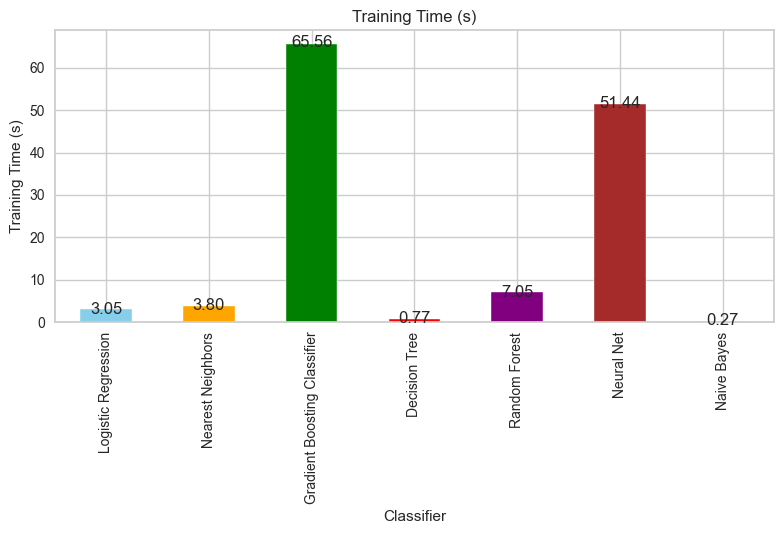 Training Time (s)
Training Time (s)
60
50
40
30
20
10
0
65.56
51.44
7.05
3.80
3.05
0.77
0.27
Logistic Regression
Nearest Neighbors
Gradient Boosting Classifier
Decision Tree
Random Forest
Neural Net
Naive Bayes
Classifier